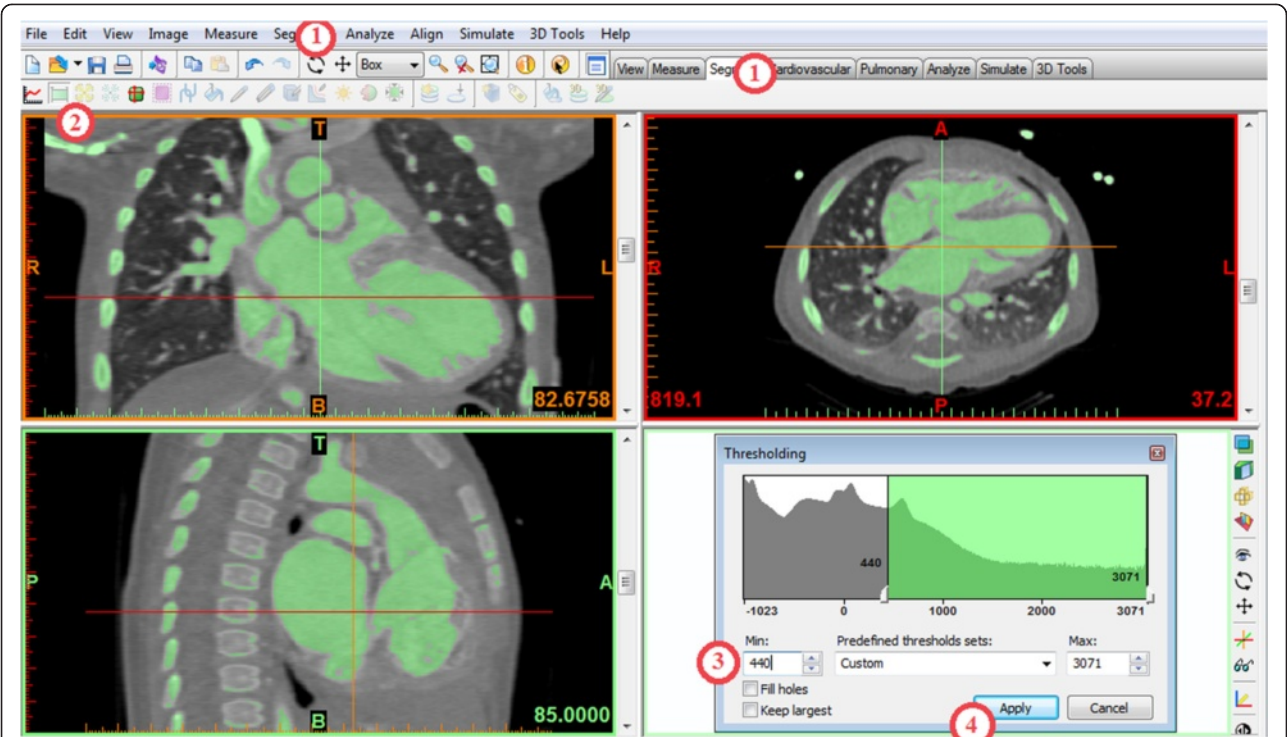 File Edit View Image Measure Seg 1 Analyze Align Simulate 3D Tools Help
Box 1 View Measure Seg ardiovascular Pulmonary Analyze Simulate 3D Tools
2
T
R L
B
82.6758
A
R L
P
819.1 37.2
T
P A
B
85.0000
Thresholding
440
3071
-1023 0 1000 2000 3071
Min: Predefined thresholds sets: Max:
3 440 Custom 3071
Fill holes
Keep largest
4 Apply Cancel